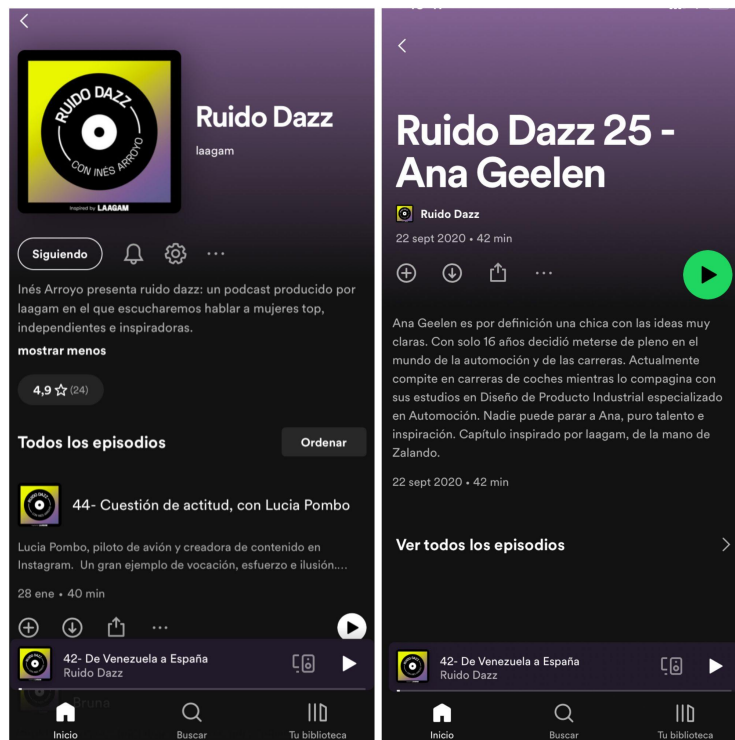 RUIDO DAZZ
CON INÉS ARROYO
Inspired by LAAGAM
Ruido Dazz
laagam
Siguiendo
Inés Arroyo presenta ruido dazz: un podcast producido por
laagam en el que escucharemos hablar a mujeres top,
independientes e inspiradoras.
mostrar menos
4,9 (24)
Todos los episodios
Ordenar
44- Cuestión de actitud, con Lucia Pombo
Lucia Pombo, piloto de avión y creadora de contenido en
Instagram. Un gran ejemplo de vocación, esfuerzo e ilusión....
28 ene • 40 min
42- De Venezuela a España
Ruido Dazz
Bruna
Inicio
Buscar
Tu biblioteca
Ruido Dazz 25 -
Ana Geelen
Ruido Dazz
22 sept 2020 • 42 min
Ana Geelen es por definición una chica con las ideas muy
claras. Con solo 16 años decidió meterse de pleno en el
mundo de la automoción y de las carreras. Actualmente
compite en carreras de coches mientras lo compagina con
sus estudios en Diseño de Producto Industrial especializado
en Automoción. Nadie puede parar a Ana, puro talento e
inspiración. Capítulo inspirado por laagam, de la mano de
Zalando.
22 sept 2020 • 42 min
Ver todos los episodios
42- De Venezuela a España
Ruido Dazz
Inicio
Buscar
Tu biblioteca